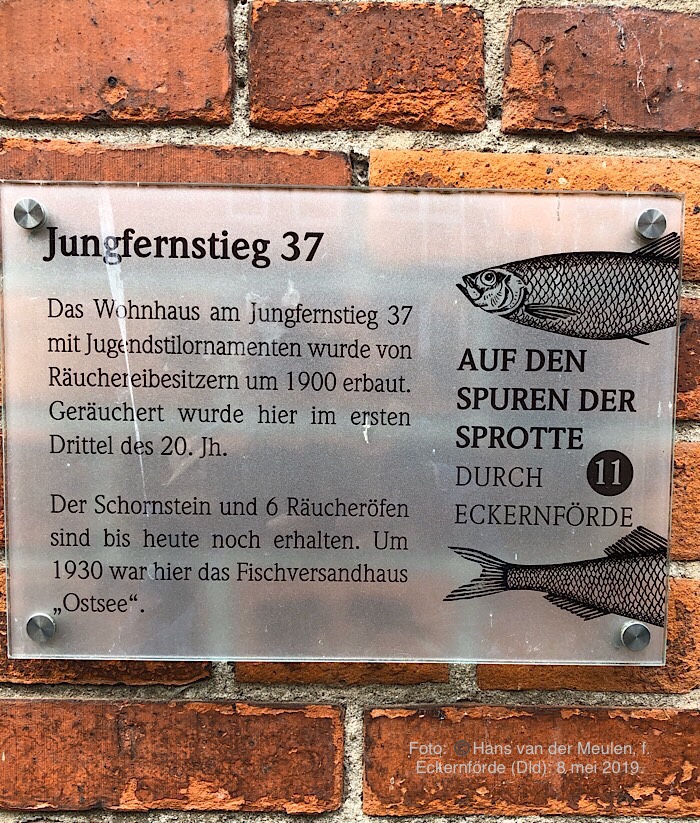 Jungfernstieg 37
Das Wohnhaus am Jungfernstieg 37
mit Jugendstilornamenten wurde von
Räuchereibesitzern um 1900 erbaut.
Geräuchert wurde hier im ersten
Drittel des 20. Jh.
Der Schornstein und 6 Räucheröfen
sind bis heute noch erhalten. Um
1930 war hier das Fischversandhaus
„Ostsee“.
AUF DEN
SPUREN DER
SPROTTE
DURCH 11
ECKERNFÖRDE
Foto: © Hans van der Meulen, f.
Eckernförde (Dld); 8 mei 2019.